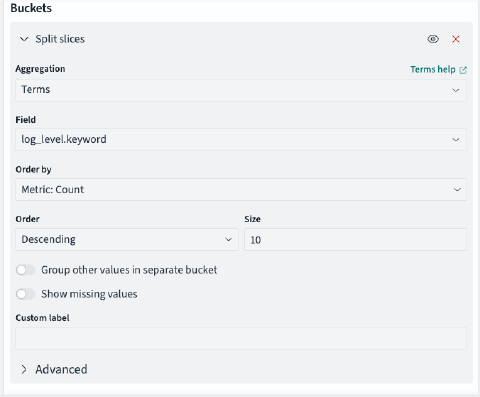 Buckets
Split slices
Aggregation Terms help
Terms
Field
log_level.keyword
Order by
Metric: Count
Order Size
Descending 10
Group other values in separate bucket
Show missing values
Custom label
Advanced